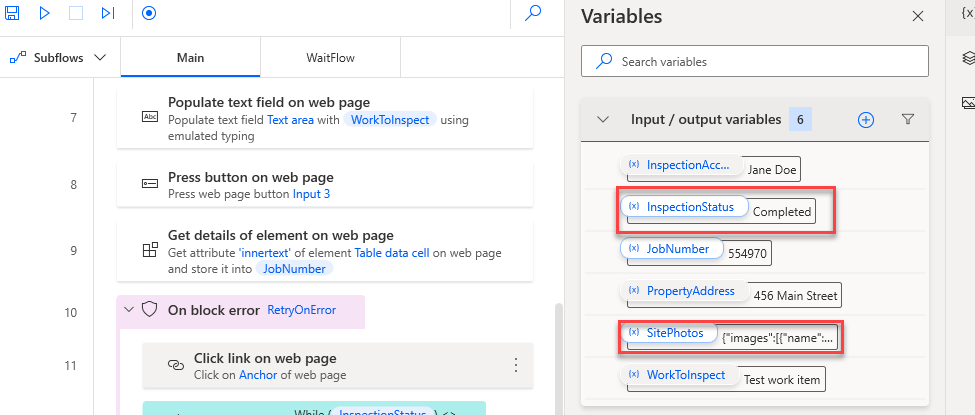 Variables
{x}
Subflows
Main
WaitFlow
Search variables
7
Abc
Populate text field on web page
Populate text field Text area with WorkToInspect using
emulated typing
8
Press button on web page
Press web page button Input 3
9
Get details of element on web page
Get attribute 'innertext' of element Table data cell on web page
and store it into JobNumber
10
On block error RetryOnError
11
Click link on web page
Click on Anchor of web page
While ( InspectionStatus ) <>
Input / output variables 6
(x) InspectionAcc... Jane Doe
(x) InspectionStatus Completed
(x) JobNumber 554970
(x) PropertyAddress 456 Main Street
(x) SitePhotos {"images":[{"name":...
(x) WorkToInspect Test work item